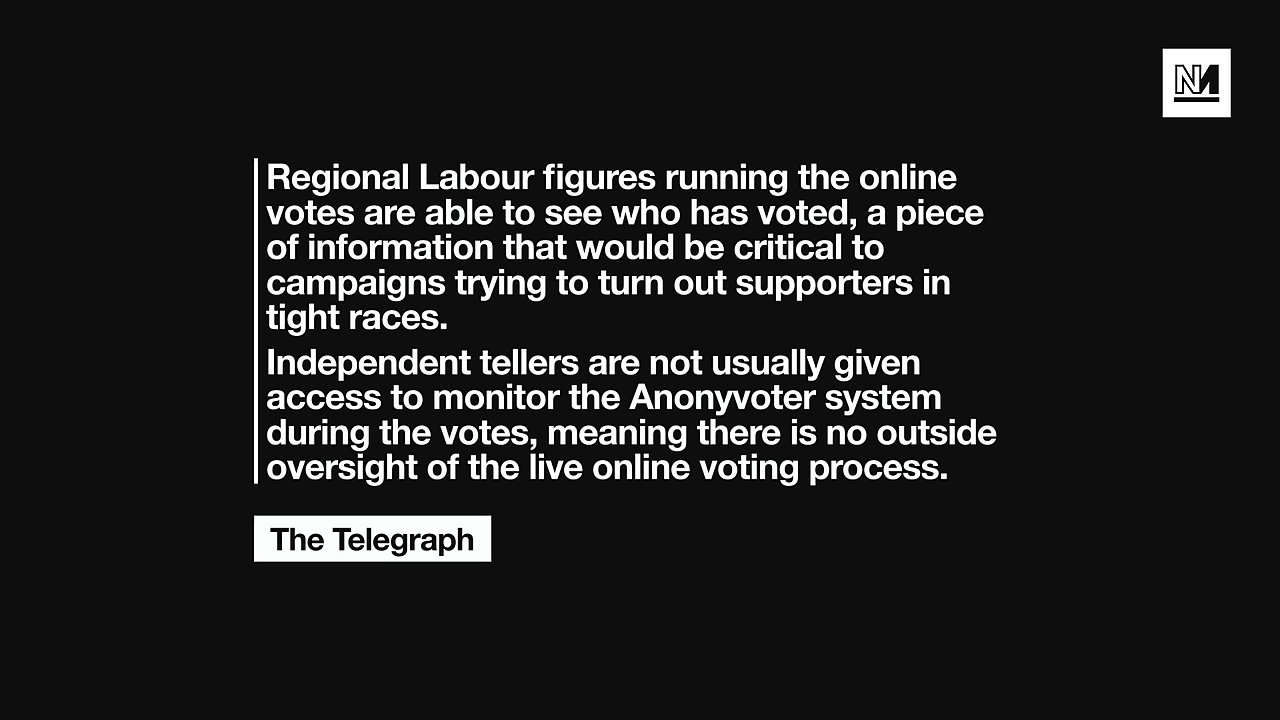 NM
Regional Labour figures running the online
votes are able to see who has voted, a piece
of information that would be critical to
campaigns trying to turn out supporters in
tight races.
Independent tellers are not usually given
access to monitor the Anonyvoter system
during the votes, meaning there is no outside
oversight of the live online voting process.
The Telegraph